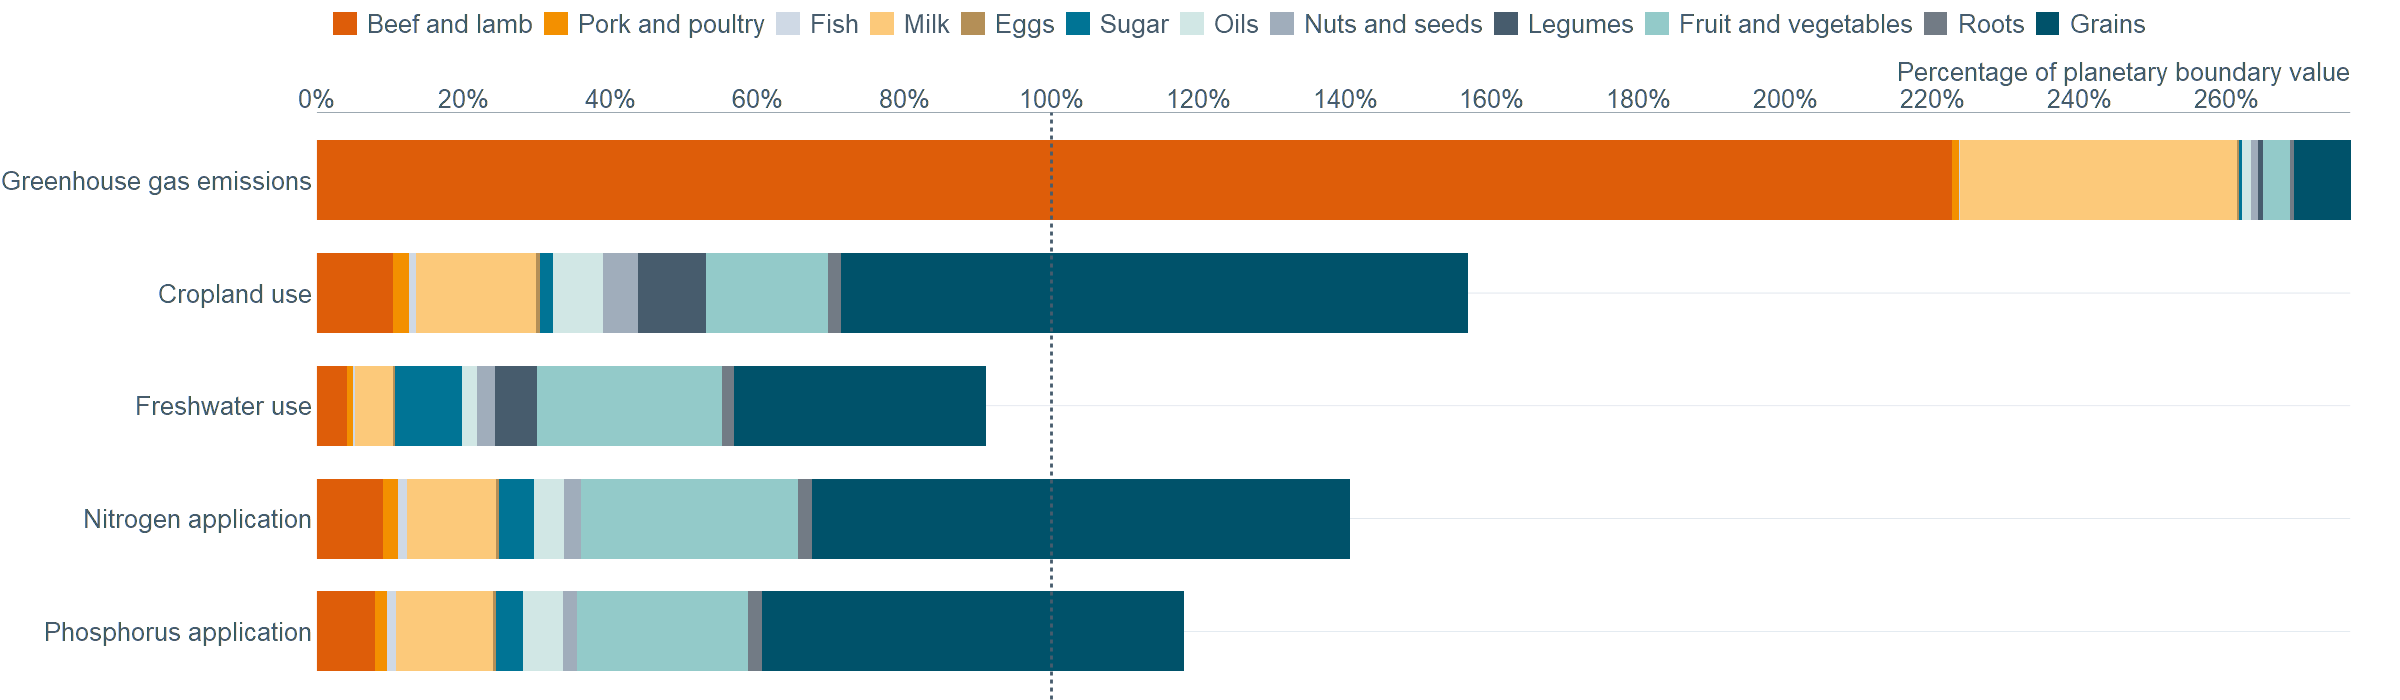 Beef and lamb Pork and poultry Fish Milk Eggs Sugar Oils Nuts and seeds Legumes Fruit and vegetables Roots Grains
Percentage of planetary boundary value
0% 20% 40% 60% 80% 100% 120% 140% 160% 180% 200% 220% 240% 260%
Greenhouse gas emissions
Cropland use
Freshwater use
Nitrogen application
Phosphorus application